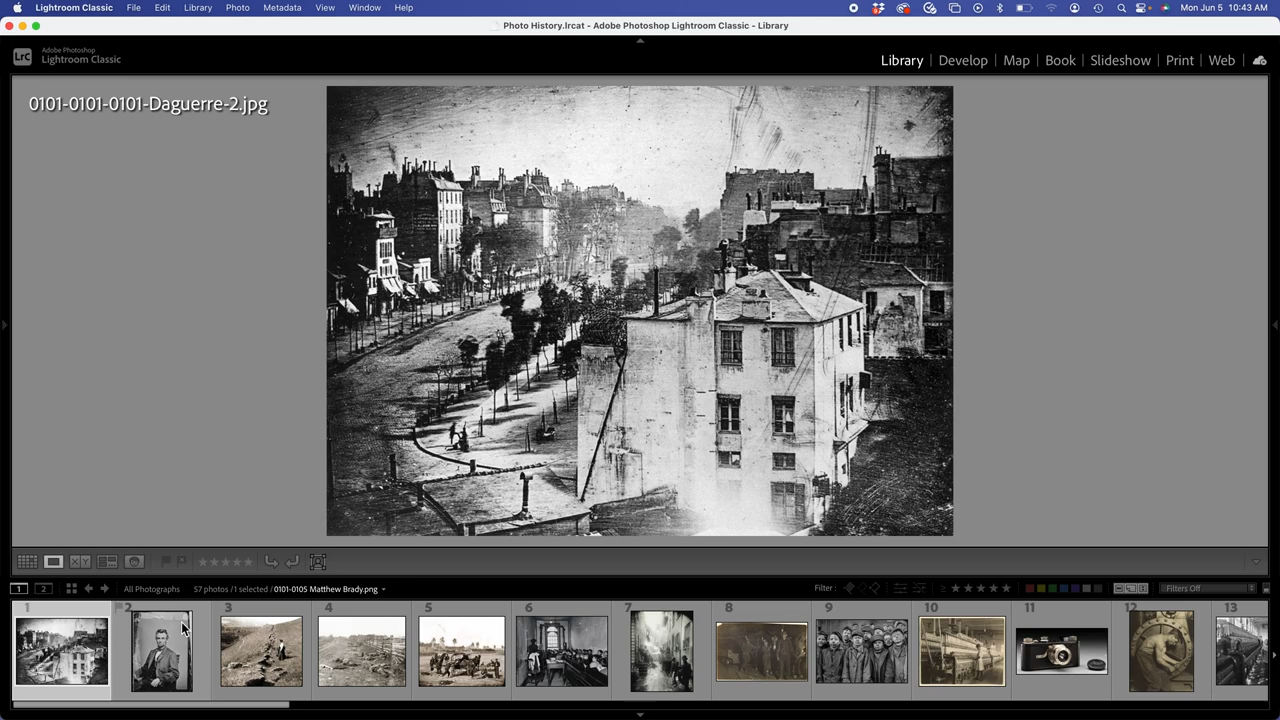 Lightroom Classic File Edit Library Photo Metadata View Window Help Mon Jun 5 10:43 AM
Photo History.lrcat - Adobe Photoshop Lightroom Classic - Library
LrC Adobe Photoshop
Lightroom Classic
Library | Develop | Map | Book | Slideshow | Print | Web
0101-0101-0101-Daguerre-2.jpg
XY
1 2 All Photographs 57 photos / 1 selected / 0101-0105 Matthew Brady.png Filter : ≥ Filters Off
1 2 3 4 5 6 7 8 9 10 11 12 13